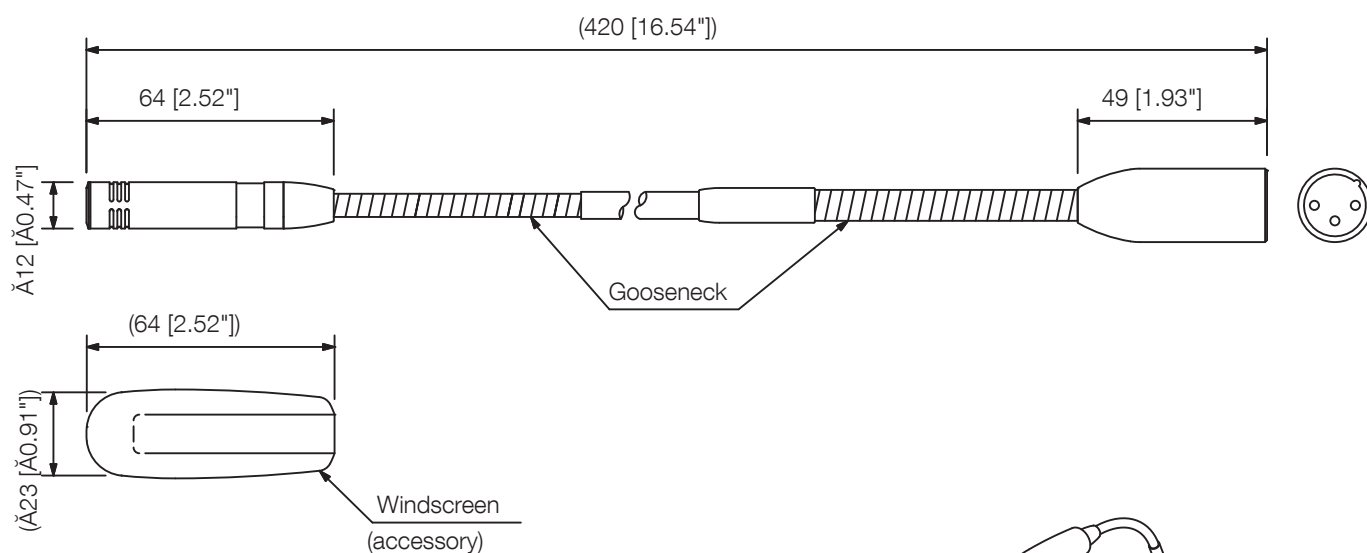 (420 [16.54"])
64 [2.52"]
49 [1.93"]
Ă12 [Ă0.47"]
Gooseneck
(64 [2.52"])
(Ă23 [Ă0.91"])
Windscreen
(accessory)